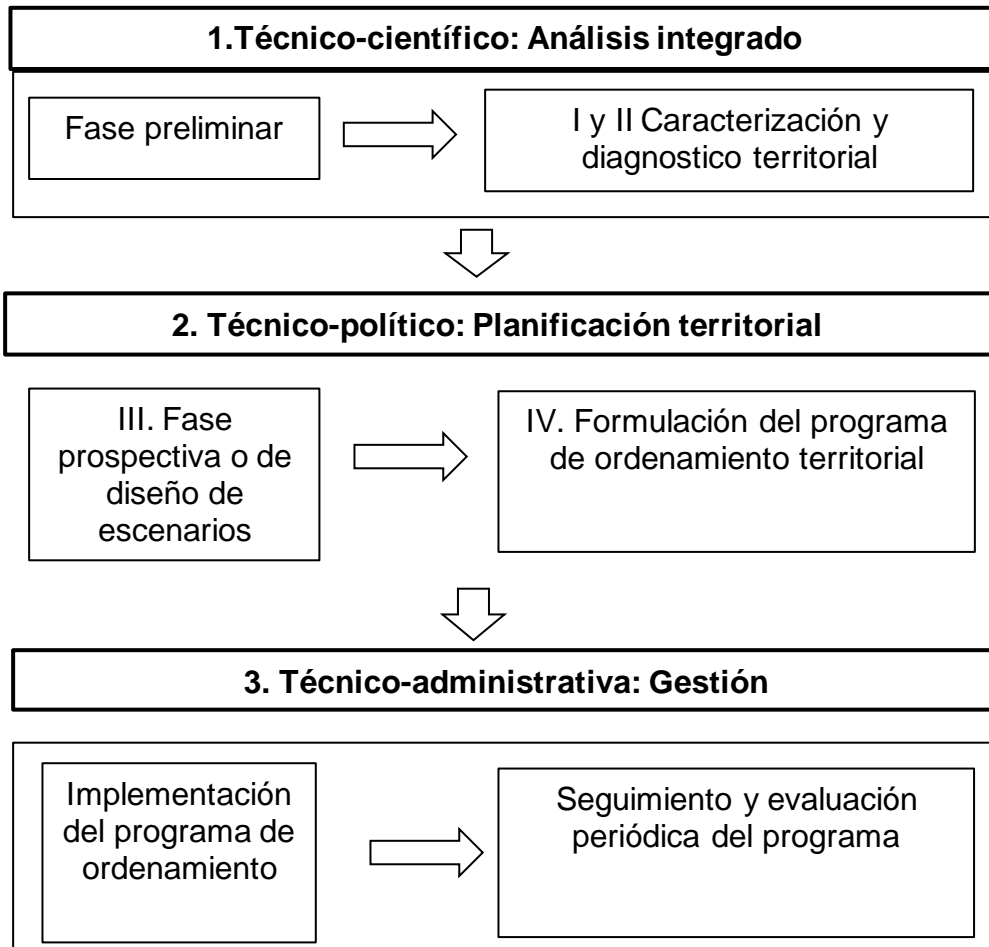 1.Técnico-científico: Análisis integrado
Fase preliminar
I y II Caracterización y
diagnostico territorial
2. Técnico-político: Planificación territorial
III. Fase
prospectiva o de
diseño de
escenarios
IV. Formulación del programa
de ordenamiento territorial
3. Técnico-administrativa: Gestión
Implementación
del programa de
ordenamiento
Seguimiento y evaluación
periódica del programa